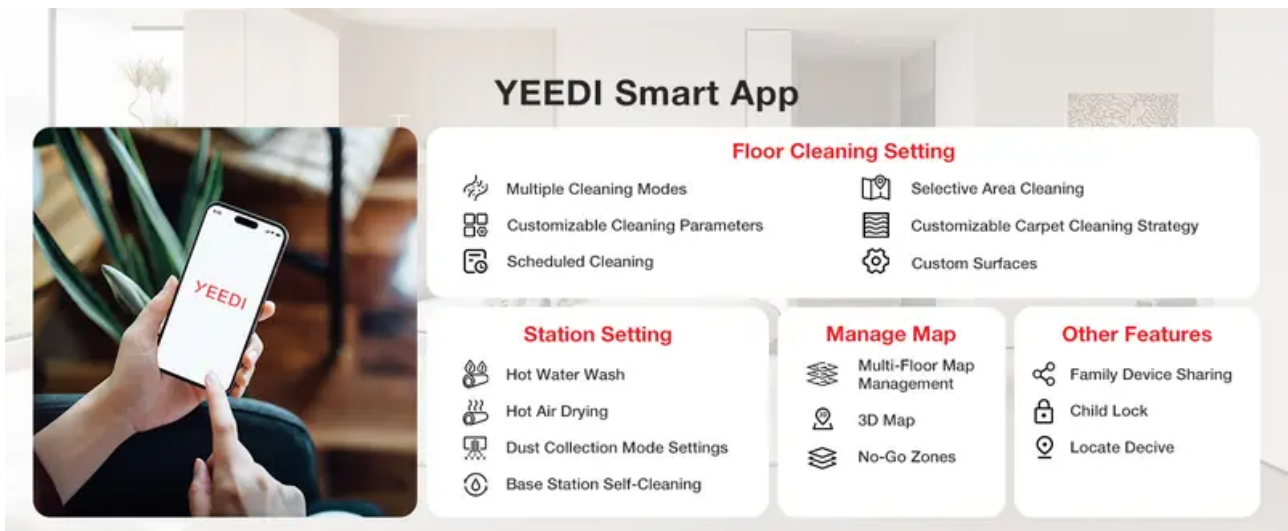 YEEDI Smart App
YEEDI
Floor Cleaning Setting
Multiple Cleaning Modes
Customizable Cleaning Parameters
Scheduled Cleaning
Selective Area Cleaning
Customizable Carpet Cleaning Strategy
Custom Surfaces
Station Setting
Hot Water Wash
Hot Air Drying
Dust Collection Mode Settings
Base Station Self-Cleaning
Manage Map
Multi-Floor Map
Management
3D Map
No-Go Zones
Other Features
Family Device Sharing
Child Lock
Locate Decive